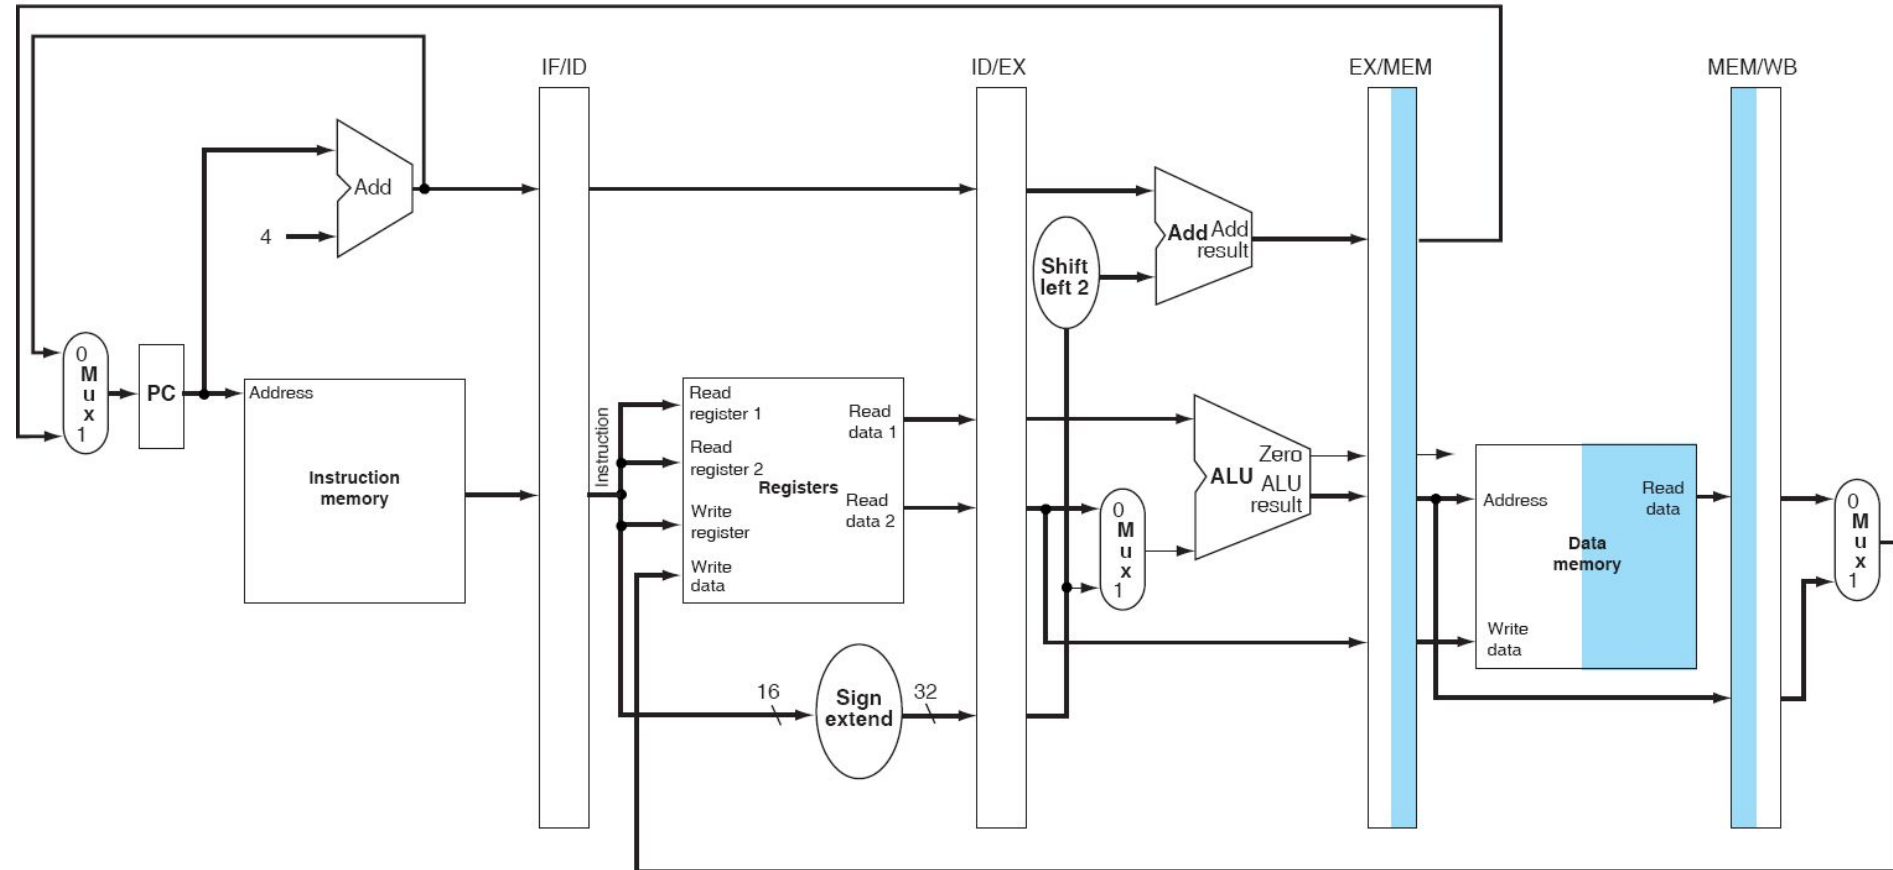 IF/ID
ID/EX
EX/MEM
MEM/WB
Add
4
Add Add
result
Shift
left 2
0
M
u
x
1
PC
Address
Instruction
memory
Instruction
Read
register 1
Read
register 2
Write
register
Write
data
Registers
Read
data 1
Read
data 2
16
Sign
extend
32
0
M
u
x
1
Zero
ALU ALU
result
Address
Read
data
Data
memory
Write
data
0
M
u
x
1